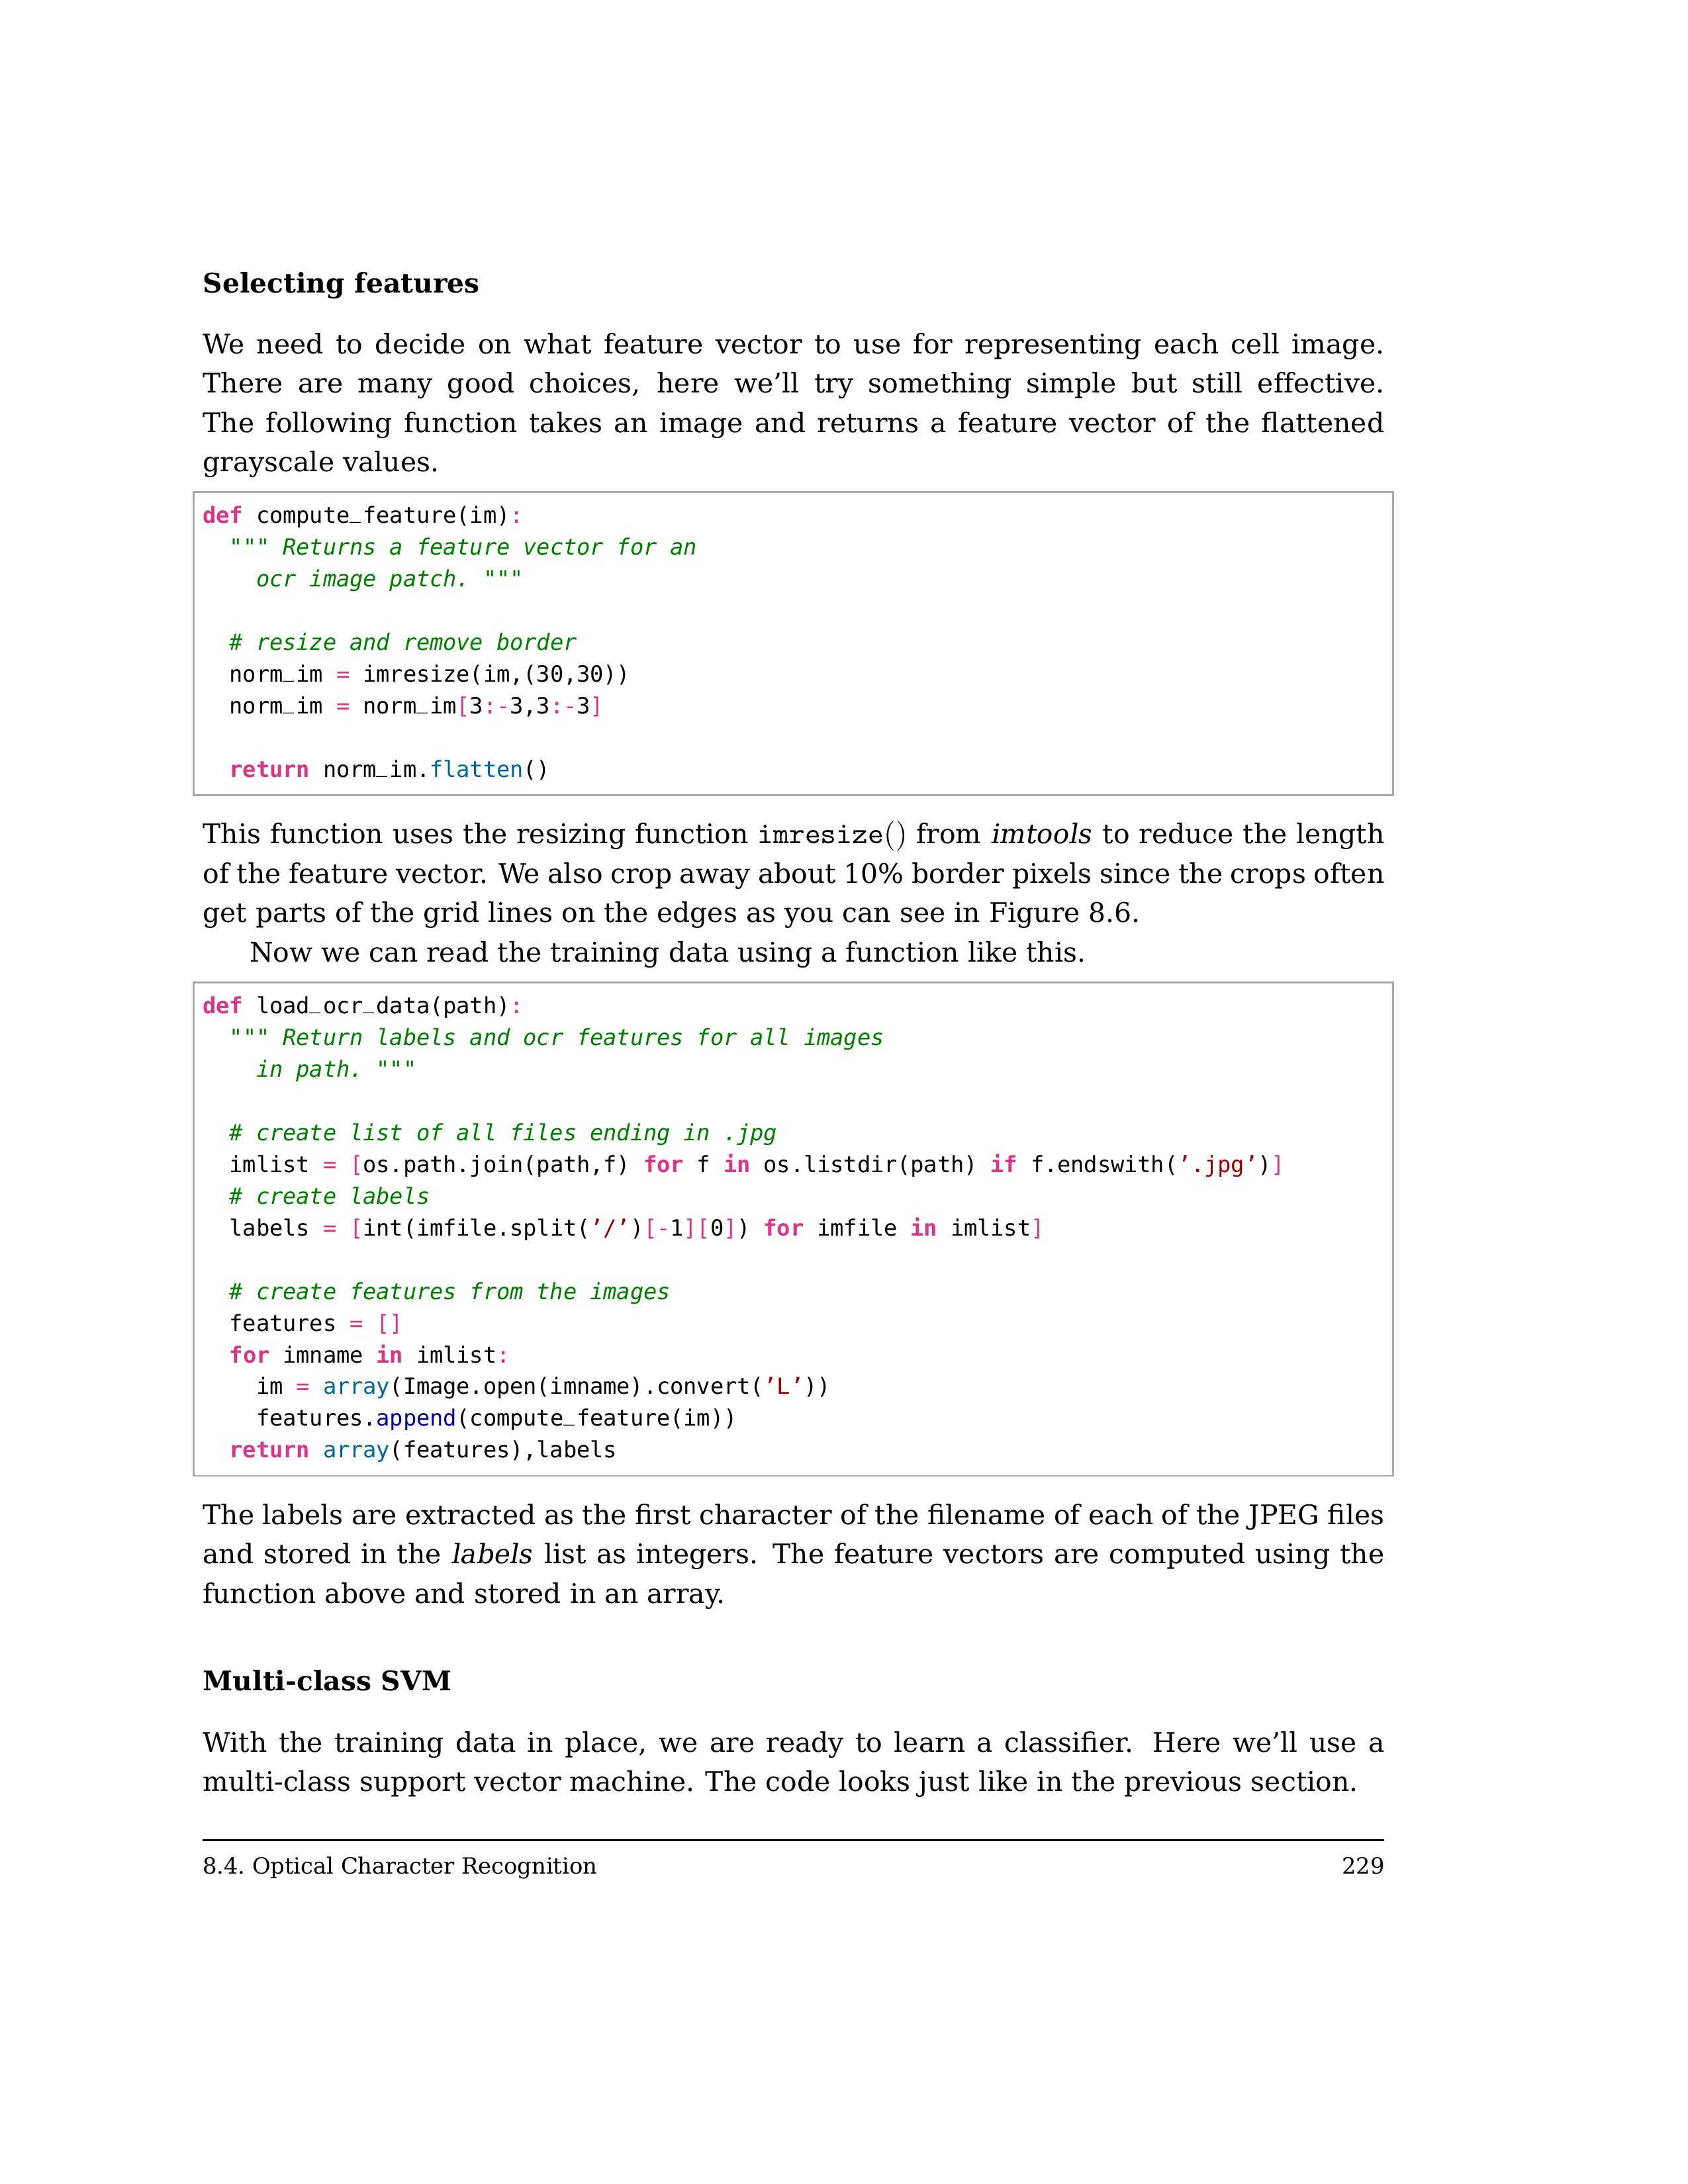 Selecting features
We need to decide on what feature vector to use for representing each cell image.
There are many good choices, here we’ll try something simple but still effective.
The following function takes an image and returns a feature vector of the flattened
grayscale values.
def compute_feature(im):
  """ Returns a feature vector for an
    ocr image patch. """
  # resize and remove border
  norm_im = imresize(im,(30,30))
  norm_im = norm_im[3:-3,3:-3]
  return norm_im.flatten()
This function uses the resizing function imresize() from imtools to reduce the length
of the feature vector. We also crop away about 10% border pixels since the crops often
get parts of the grid lines on the edges as you can see in Figure 8.6.
Now we can read the training data using a function like this.
def load_ocr_data(path):
  """ Return labels and ocr features for all images
    in path. """
  # create list of all files ending in .jpg
  imlist = [os.path.join(path,f) for f in os.listdir(path) if f.endswith(’.jpg’)]
  # create labels
  labels = [int(imfile.split(’/’)[-1][0]) for imfile in imlist]
  # create features from the images
  features = []
  for imname in imlist:
    im = array(Image.open(imname).convert(’L’))
    features.append(compute_feature(im))
  return array(features),labels
The labels are extracted as the first character of the filename of each of the JPEG files
and stored in the labels list as integers. The feature vectors are computed using the
function above and stored in an array.
Multi-class SVM
With the training data in place, we are ready to learn a classifier. Here we’ll use a
multi-class support vector machine. The code looks just like in the previous section.
8.4. Optical Character Recognition 229